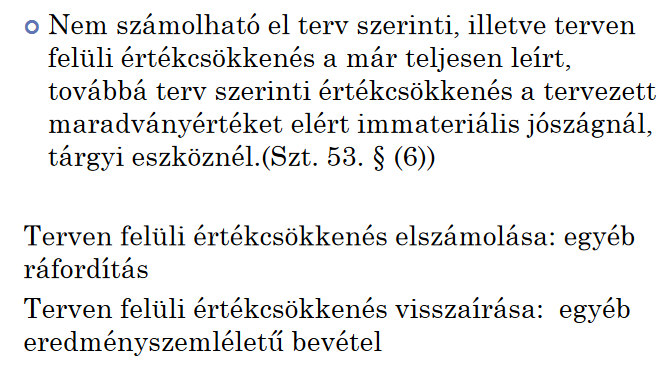 Nem számolható el terv szerinti, illetve terven
felüli értékcsökkenés a már teljesen leírt,
továbbá terv szerinti értékcsökkenés a tervezett
maradványértéket elért immateriális jószágnál,
tárgyi eszköznél.(Szt. 53. § (6))
Terven felüli értékcsökkenés elszámolása: egyéb
ráfordítás
Terven felüli értékcsökkenés visszaírása:  egyéb
eredményszemléletű bevétel